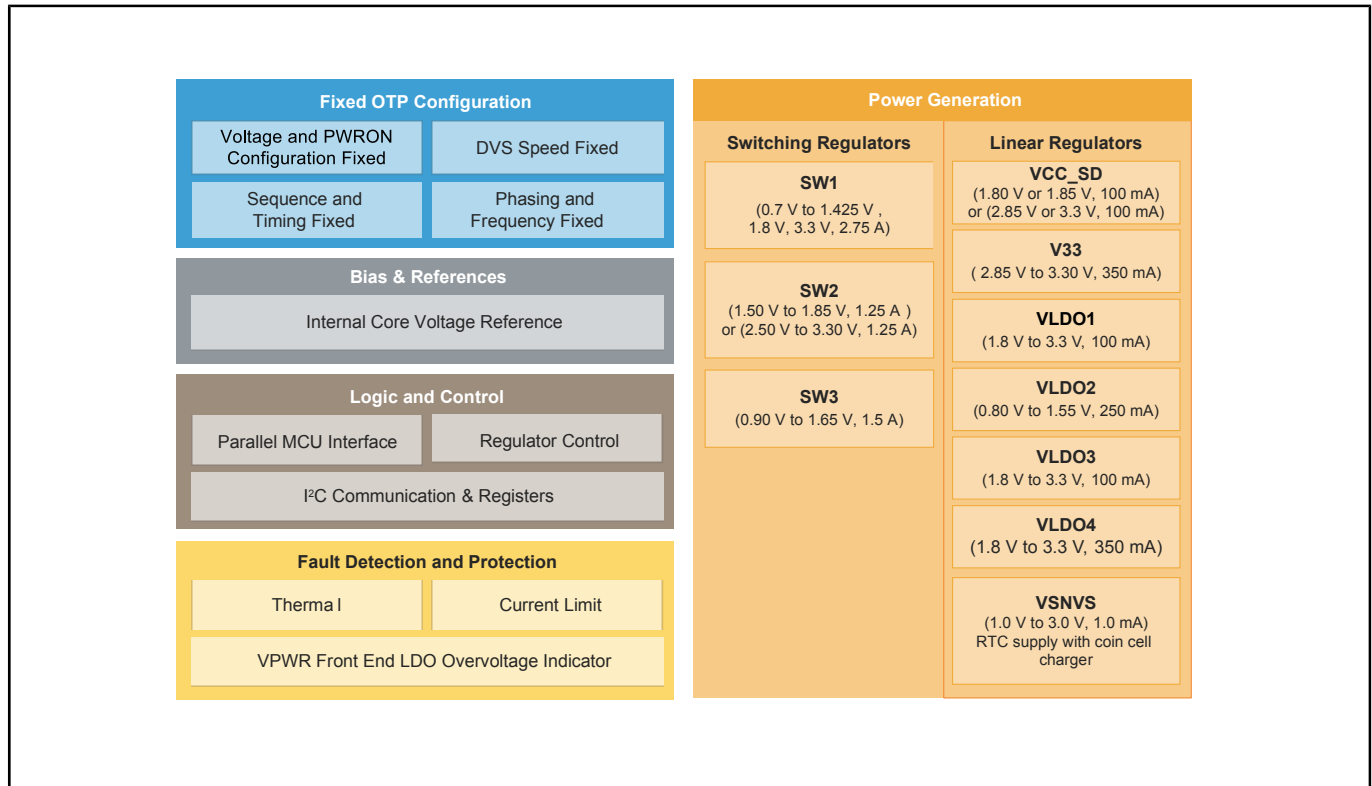 Fixed OTP Configuration
Voltage and PWRON
Configuration Fixed
DVS Speed Fixed
Sequence and
Timing Fixed
Phasing and
Frequency Fixed
Bias & References
Internal Core Voltage Reference
Logic and Control
Parallel MCU Interface
Regulator Control
I²C Communication & Registers
Fault Detection and Protection
Therma l
Current Limit
VPWR Front End LDO Overvoltage Indicator
Power Generation
Switching Regulators
SW1
(0.7 V to 1.425 V ,
1.8 V, 3.3 V, 2.75 A)
SW2
(1.50 V to 1.85 V, 1.25 A )
or (2.50 V to 3.30 V, 1.25 A)
SW3
(0.90 V to 1.65 V, 1.5 A)
Linear Regulators
VCC_SD
(1.80 V or 1.85 V, 100 mA)
or (2.85 V or 3.3 V, 100 mA)
V33
( 2.85 V to 3.30 V, 350 mA)
VLDO1
(1.8 V to 3.3 V, 100 mA)
VLDO2
(0.80 V to 1.55 V, 250 mA)
VLDO3
(1.8 V to 3.3 V, 100 mA)
VLDO4
(1.8 V to 3.3 V, 350 mA)
VSNVS
(1.0 V to 3.0 V, 1.0 mA)
RTC supply with coin cell
charger